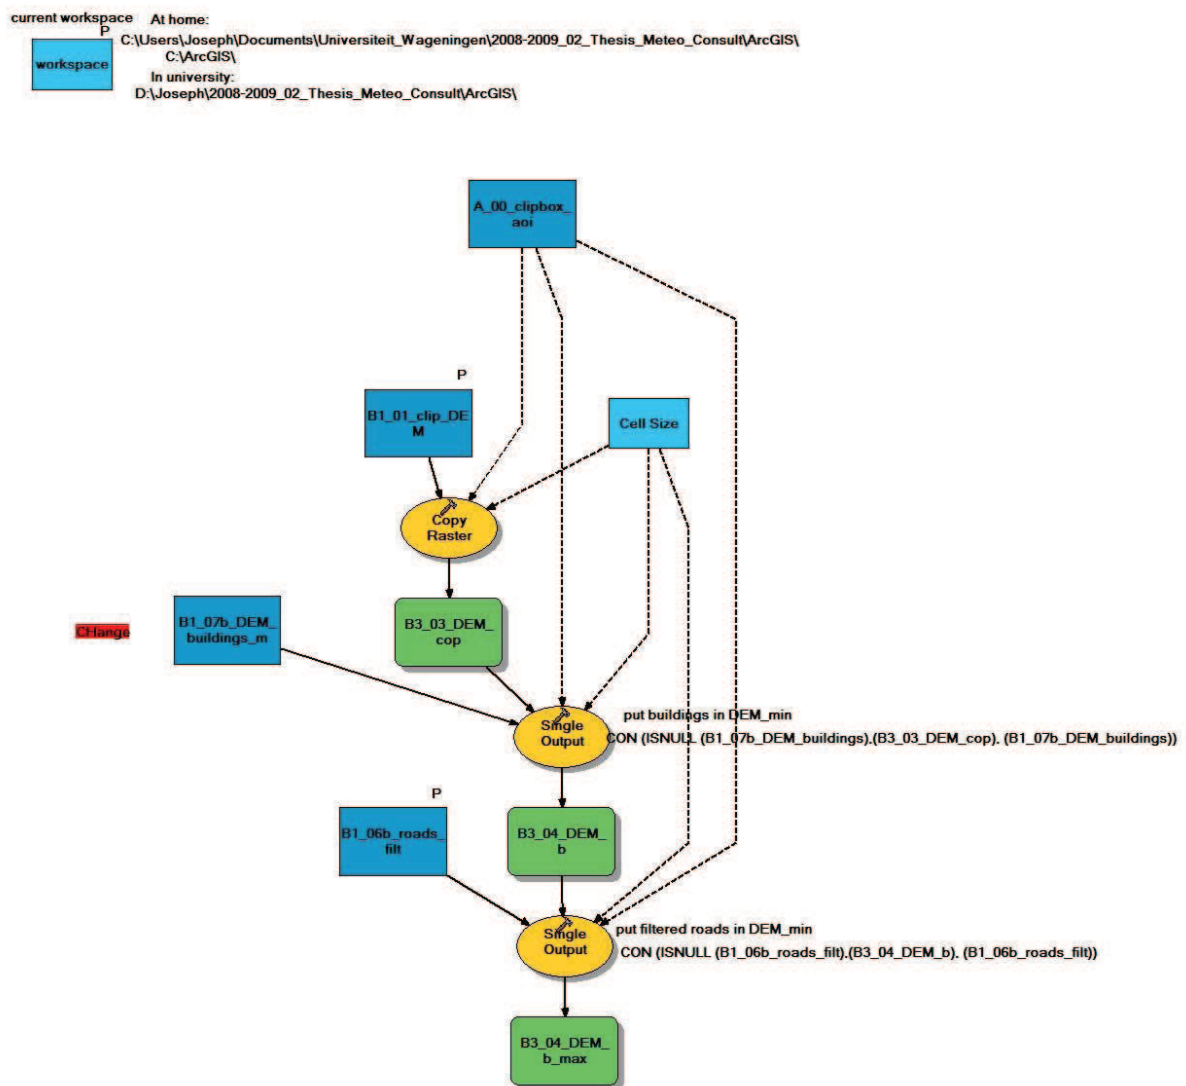 current workspace
At home:
P
C:\Users\Joseph\Documents\Universiteit_Wageningen\2008-2009_02_Thesis_Meteo_Consult\ArcGIS\
C:\ArcGIS\
workspace
In university:
D:\Joseph\2008-2009_02_Thesis_Meteo_Consult\ArcGIS\
A_00_clipbox_
aoi
P
B1_01_clip_DE
M
Cell Size
Copy
Raster
B1_07b_DEM_
buildings_m
CHange
B3_03_DEM_
cop
put buildings in DEM_min
Single
Output
CON (ISNULL (B1_07b_DEM_buildings),(B3_03_DEM_cop), (B1_07b_DEM_buildings))
P
B1_06b_roads_
filt
B3_04_DEM_
b
put filtered roads in DEM_min
Single
Output
CON (ISNULL (B1_06b_roads_filt),(B3_04_DEM_b), (B1_06b_roads_filt))
B3_04_DEM_
b_max